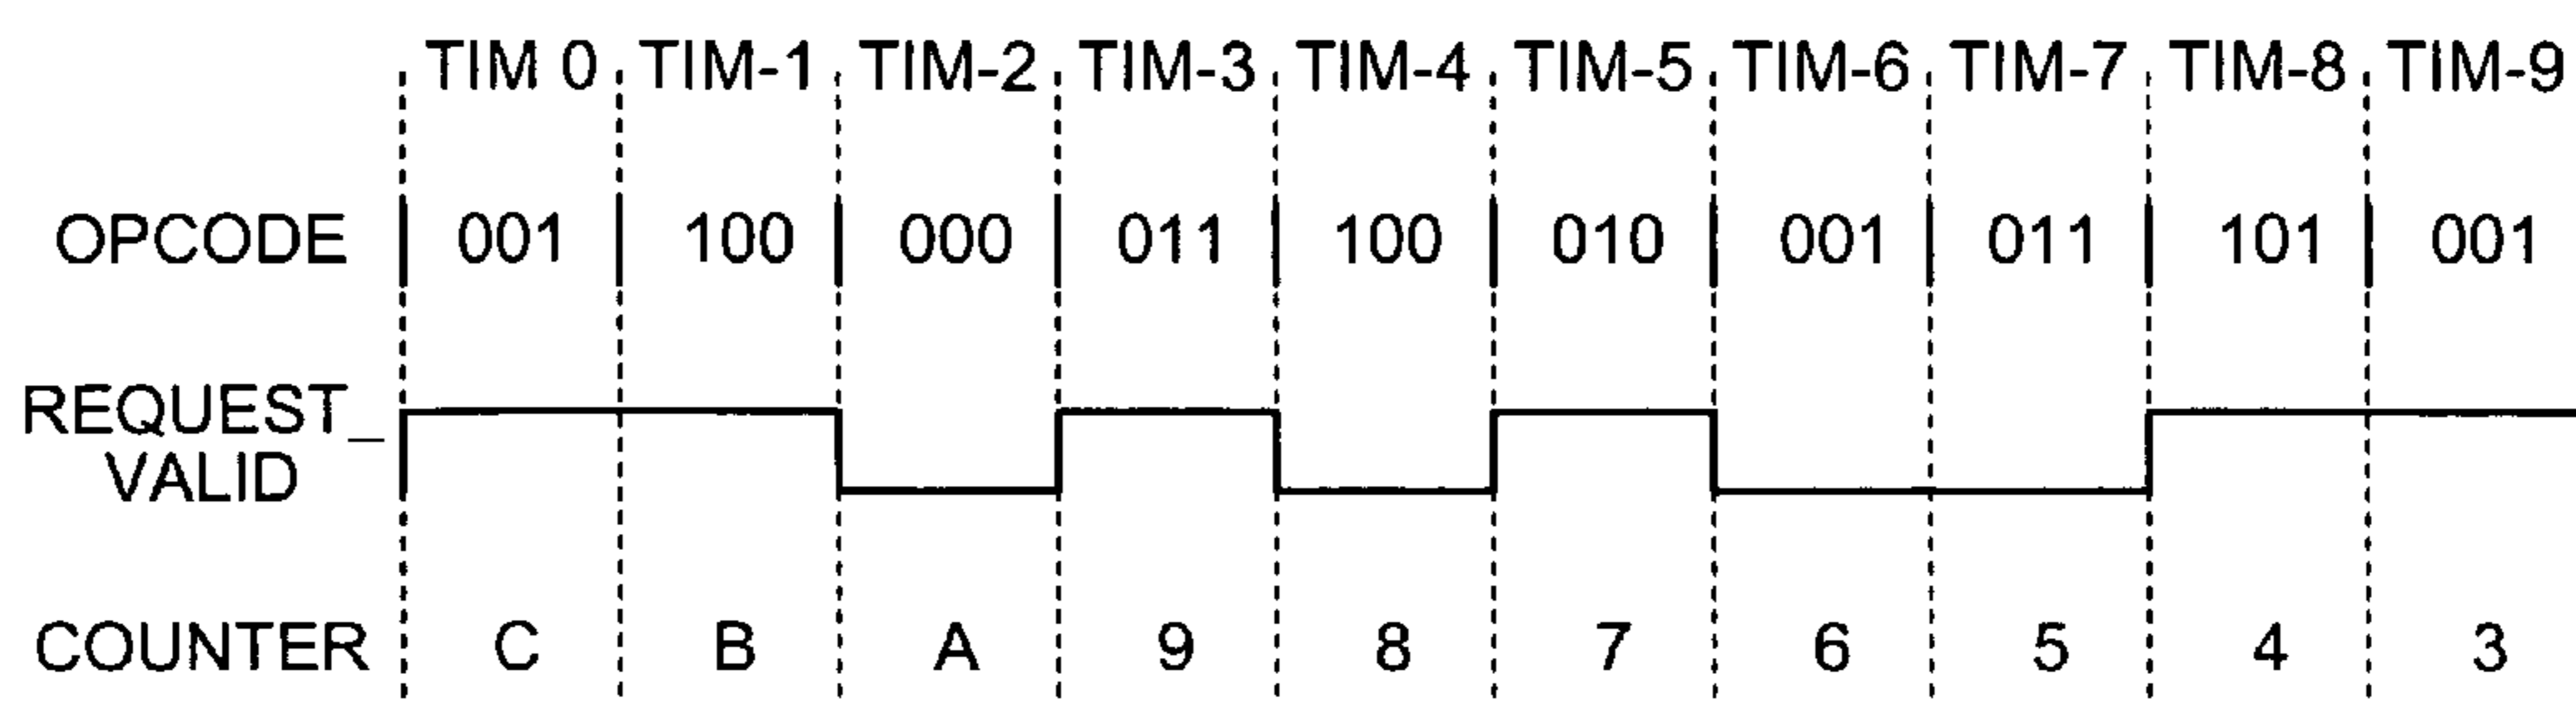 TIM 0 TIM-1 TIM-2 TIM-3 TIM-4 TIM-5 TIM-6 TIM-7 TIM-8 TIM-9
OPCODE 001 100 000 011 100 010 001 011 101 001
REQUEST_
VALID
COUNTER C B A 9 8 7 6 5 4 3